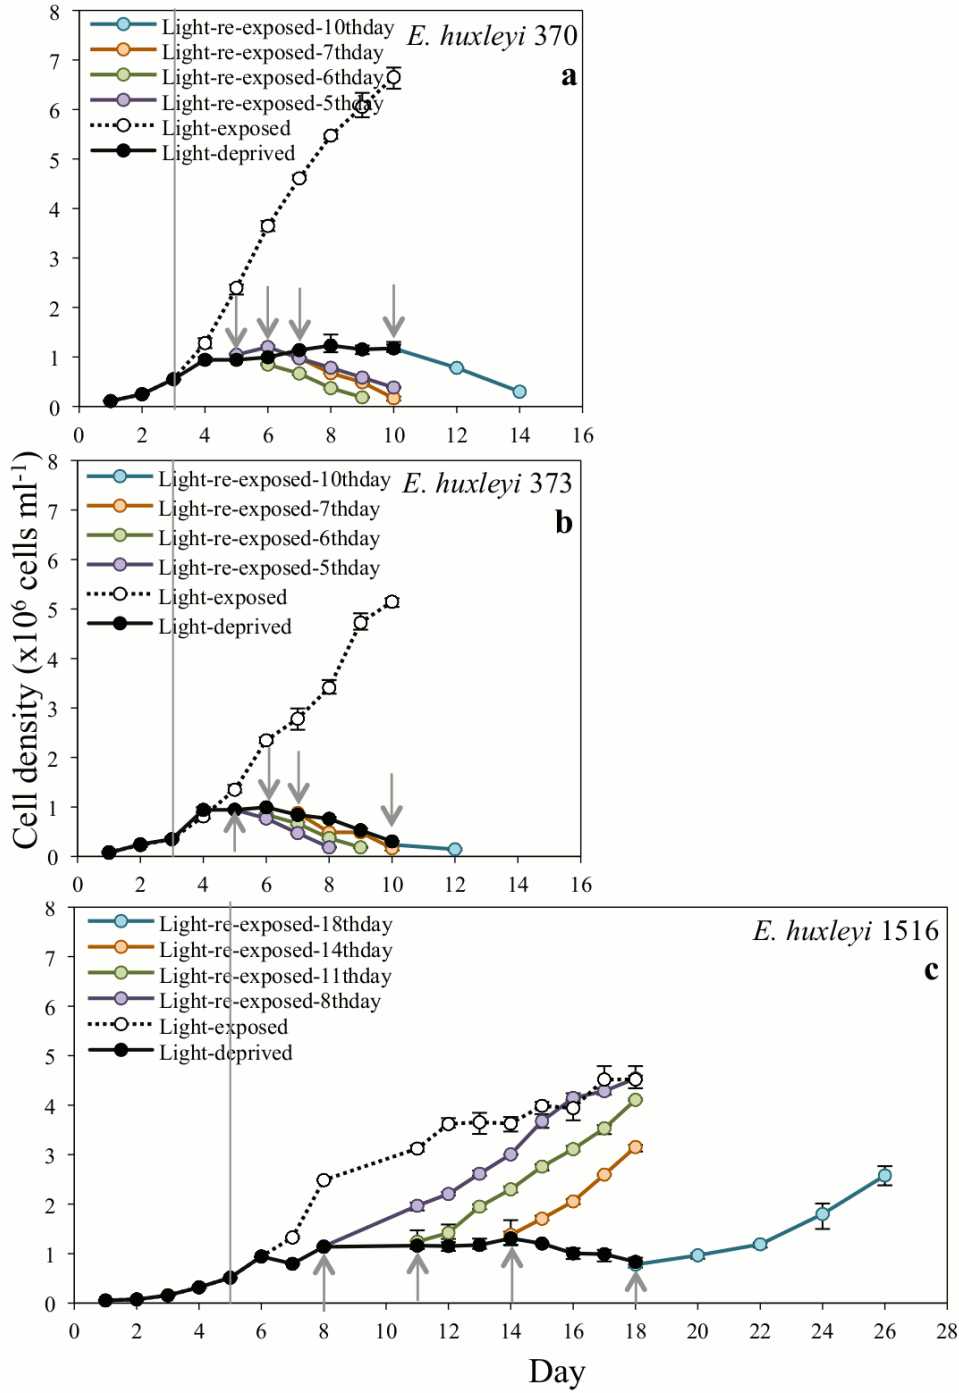 Light-re-exposed-10thday
Light-re-exposed-7thday
Light-re-exposed-6thday
Light-re-exposed-5thday
Light-exposed
Light-deprived
E. huxleyi 370
a
8
7
6
5
4
3
2
1
0
0 2 4 6 8 10 12 14 16
Light-re-exposed-10thday
Light-re-exposed-7thday
Light-re-exposed-6thday
Light-re-exposed-5thday
Light-exposed
Light-deprived
E. huxleyi 373
b
8
7
6
5
4
3
2
1
0
0 2 4 6 8 10 12 14 16
Cell density (x10⁶ cells ml⁻¹)
Light-re-exposed-18thday
Light-re-exposed-14thday
Light-re-exposed-11thday
Light-re-exposed-8thday
Light-exposed
Light-deprived
E. huxleyi 1516
c
8
7
6
5
4
3
2
1
0
0 2 4 6 8 10 12 14 16 18 20 22 24 26 28
Day